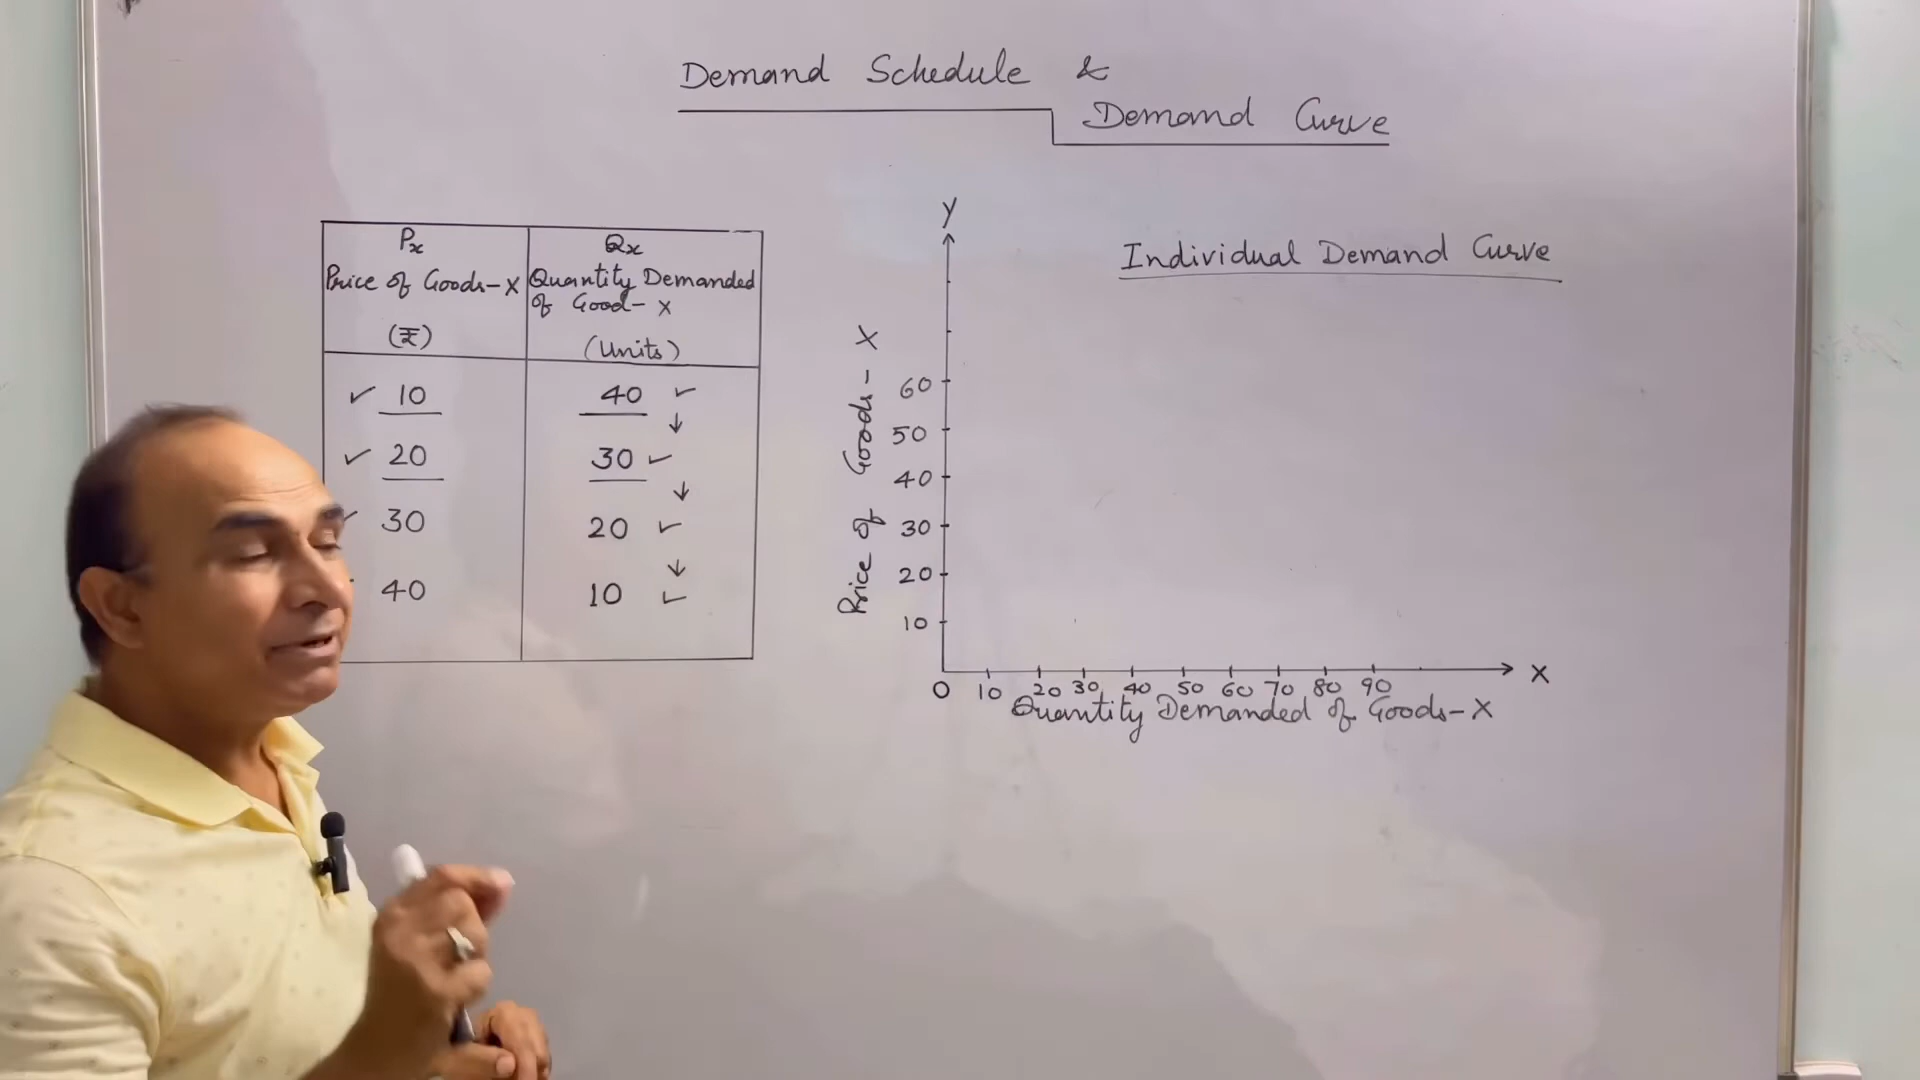 Demand Schedule &
Demand Curve
Px
Price of Goods-X
(₹)
Qx
Quantity Demanded
of Good-X
(Units)
✓ 10 40 ✓
↓
✓ 20 30 ✓
↓
✓ 30 20 ✓
↓
40 10 ✓
Individual Demand Curve
Y
Price of Goods-X
60
50
40
30
20
10
0 10 20 30 40 50 60 70 80 90
X
Quantity Demanded of Goods-X